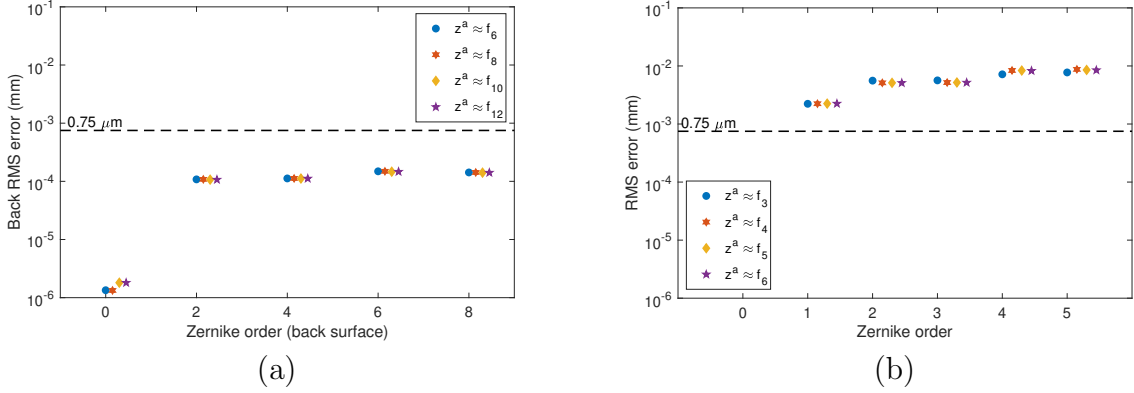 10^-1
10^-2
10^-3
10^-4
10^-5
10^-6
Back RMS error (mm)
0.75 μm
z^a ≈ f_6
z^a ≈ f_8
z^a ≈ f_10
z^a ≈ f_12
0 2 4 6 8
Zernike order (back surface)
(a)
10^-1
10^-2
10^-3
10^-4
10^-5
10^-6
RMS error (mm)
0.75 μm
z^a ≈ f_3
z^a ≈ f_4
z^a ≈ f_5
z^a ≈ f_6
0 1 2 3 4 5
Zernike order
(b)